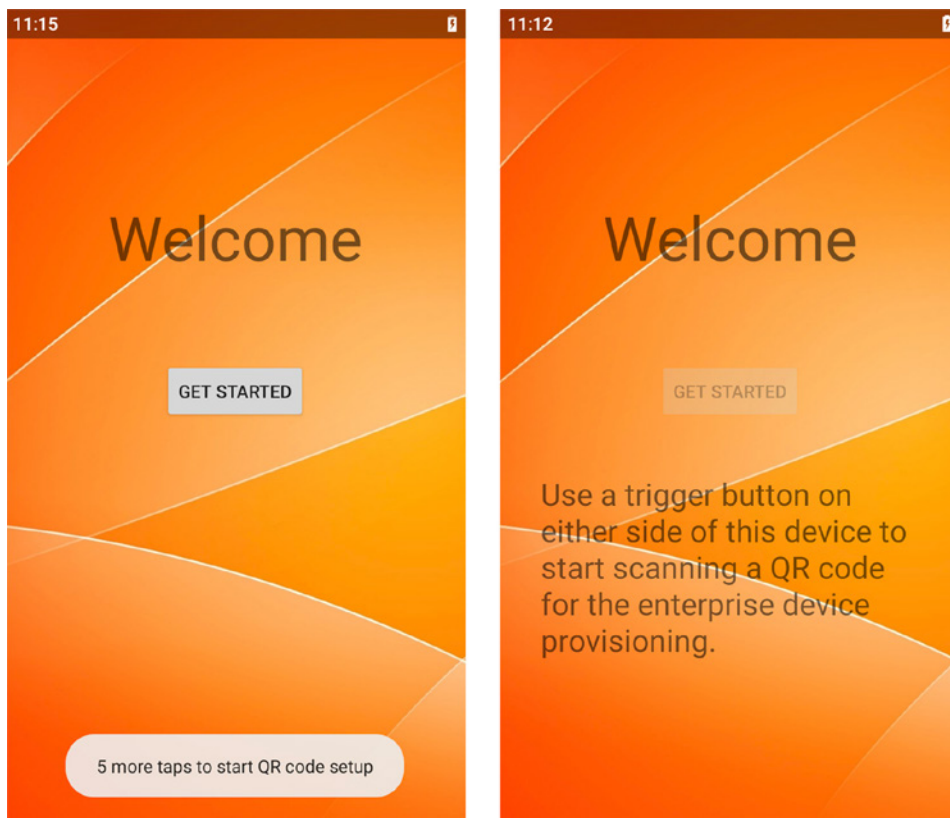 11:15
Welcome
GET STARTED
5 more taps to start QR code setup
11:12
Welcome
GET STARTED
Use a trigger button on
either side of this device to
start scanning a QR code
for the enterprise device
provisioning.